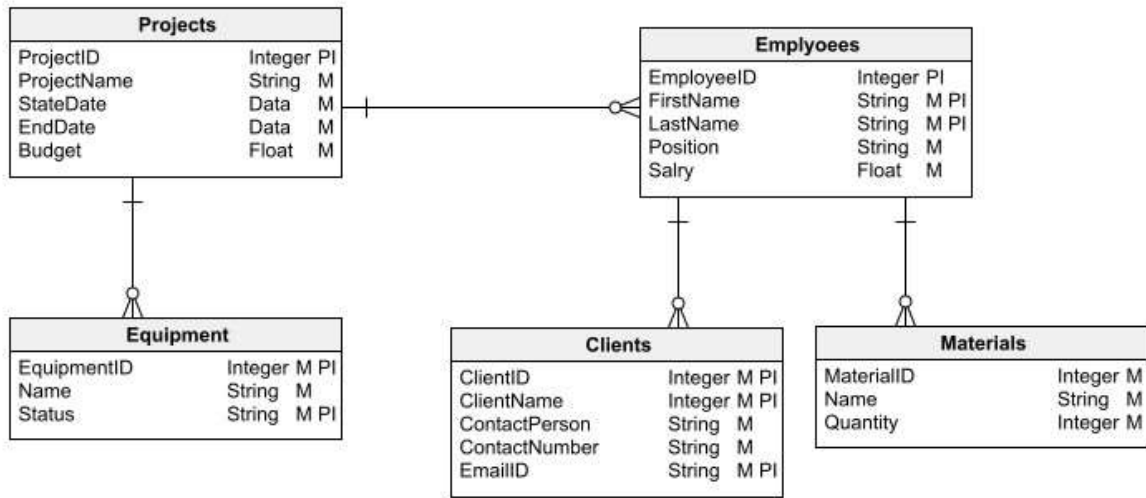 Projects
ProjectID Integer PI
ProjectName String M
StateDate Data M
EndDate Data M
Budget Float M
Emplyoees
EmployeeID Integer PI
FirstName String M PI
LastName String M PI
Position String M
Salry Float M
Equipment
EquipmentID Integer M PI
Name String M
Status String M PI
Clients
ClientID Integer M PI
ClientName Integer M PI
ContactPerson String M
ContactNumber String M
EmailID String M PI
Materials
MaterialID Integer M
Name String M
Quantity Integer M